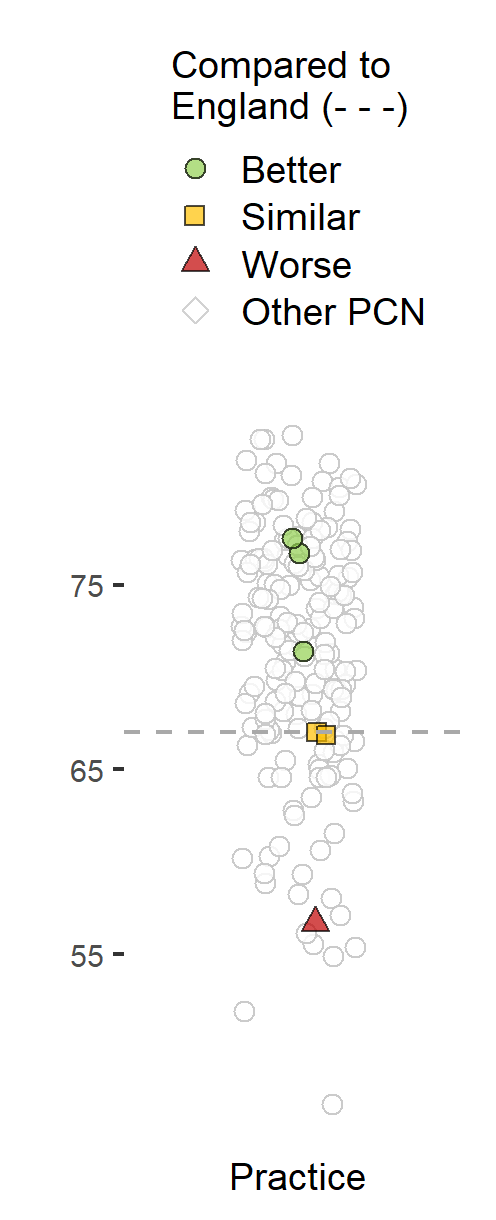 Compared to
England (- - -)
Better
Similar
Worse
Other PCN
75
65
55
Practice